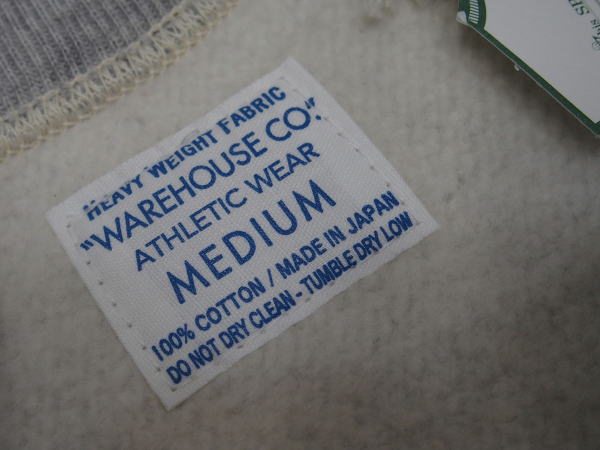 HEAVY WEIGHT FABRIC
"WAREHOUSE CO."
ATHLETIC WEAR
MEDIUM
100% COTTON / MADE IN JAPAN
DO NOT DRY CLEAN - TUMBLE DRY LOW